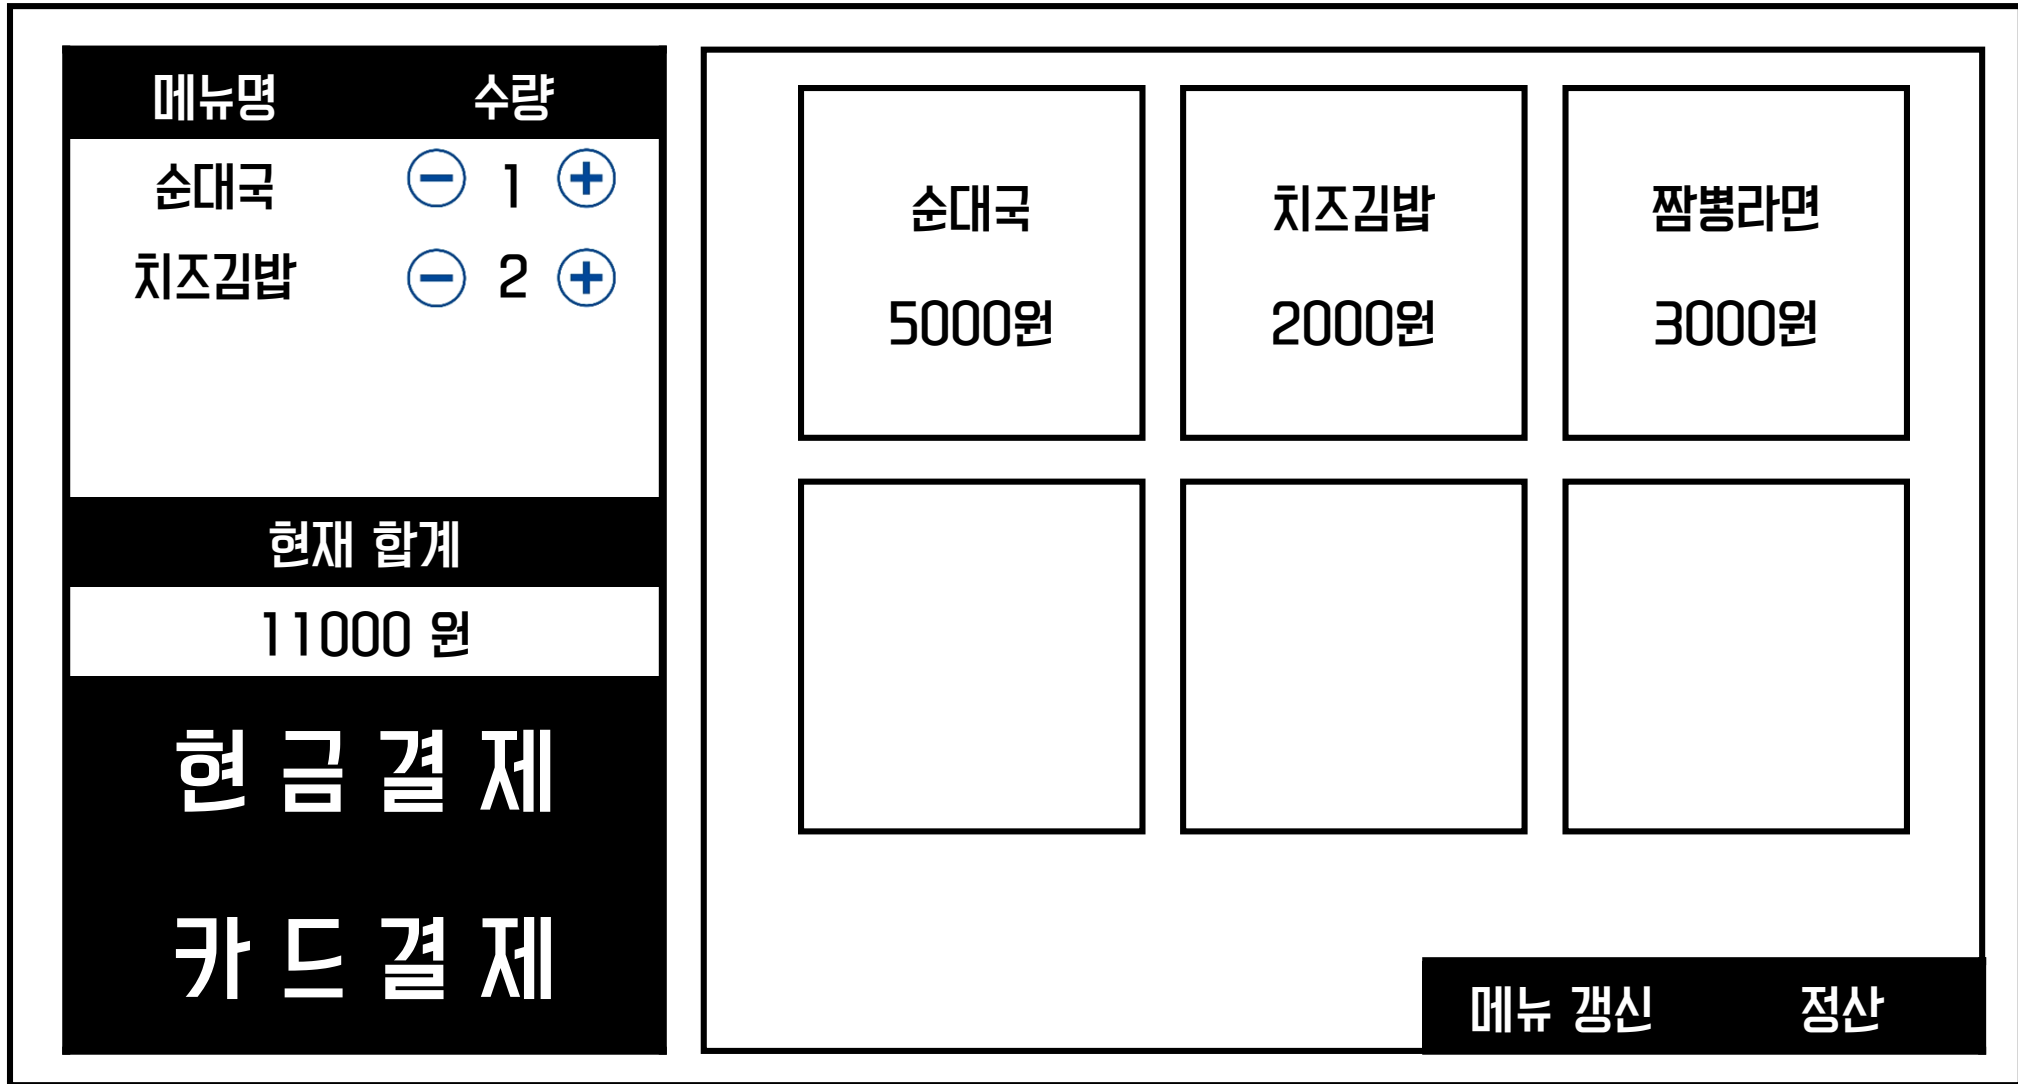 메뉴명 수량
순대국 1
치즈김밥 2
현재 합계
11000 원
현금결제
카드결제
순대국
5000원
치즈김밥
2000원
짬뽕라면
3000원
메뉴 갱신 정산